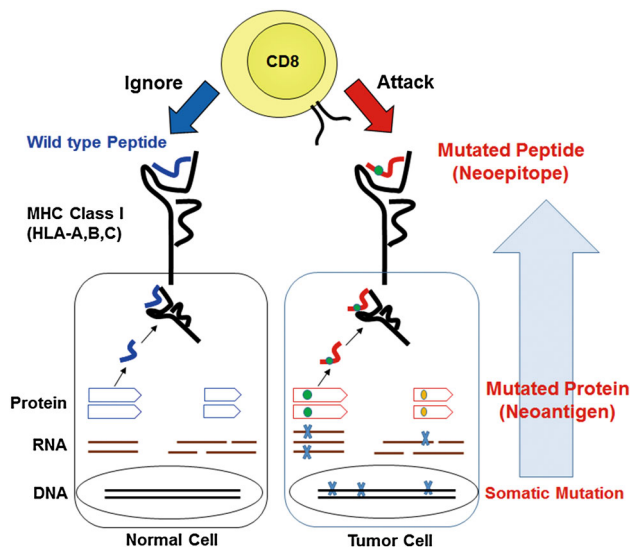 CD8
Ignore
Attack
Wild type Peptide
Mutated Peptide
(Neoepitope)
MHC Class I
(HLA-A,B,C)
Protein
Mutated Protein
(Neoantigen)
RNA
DNA
Somatic Mutation
Normal Cell
Tumor Cell